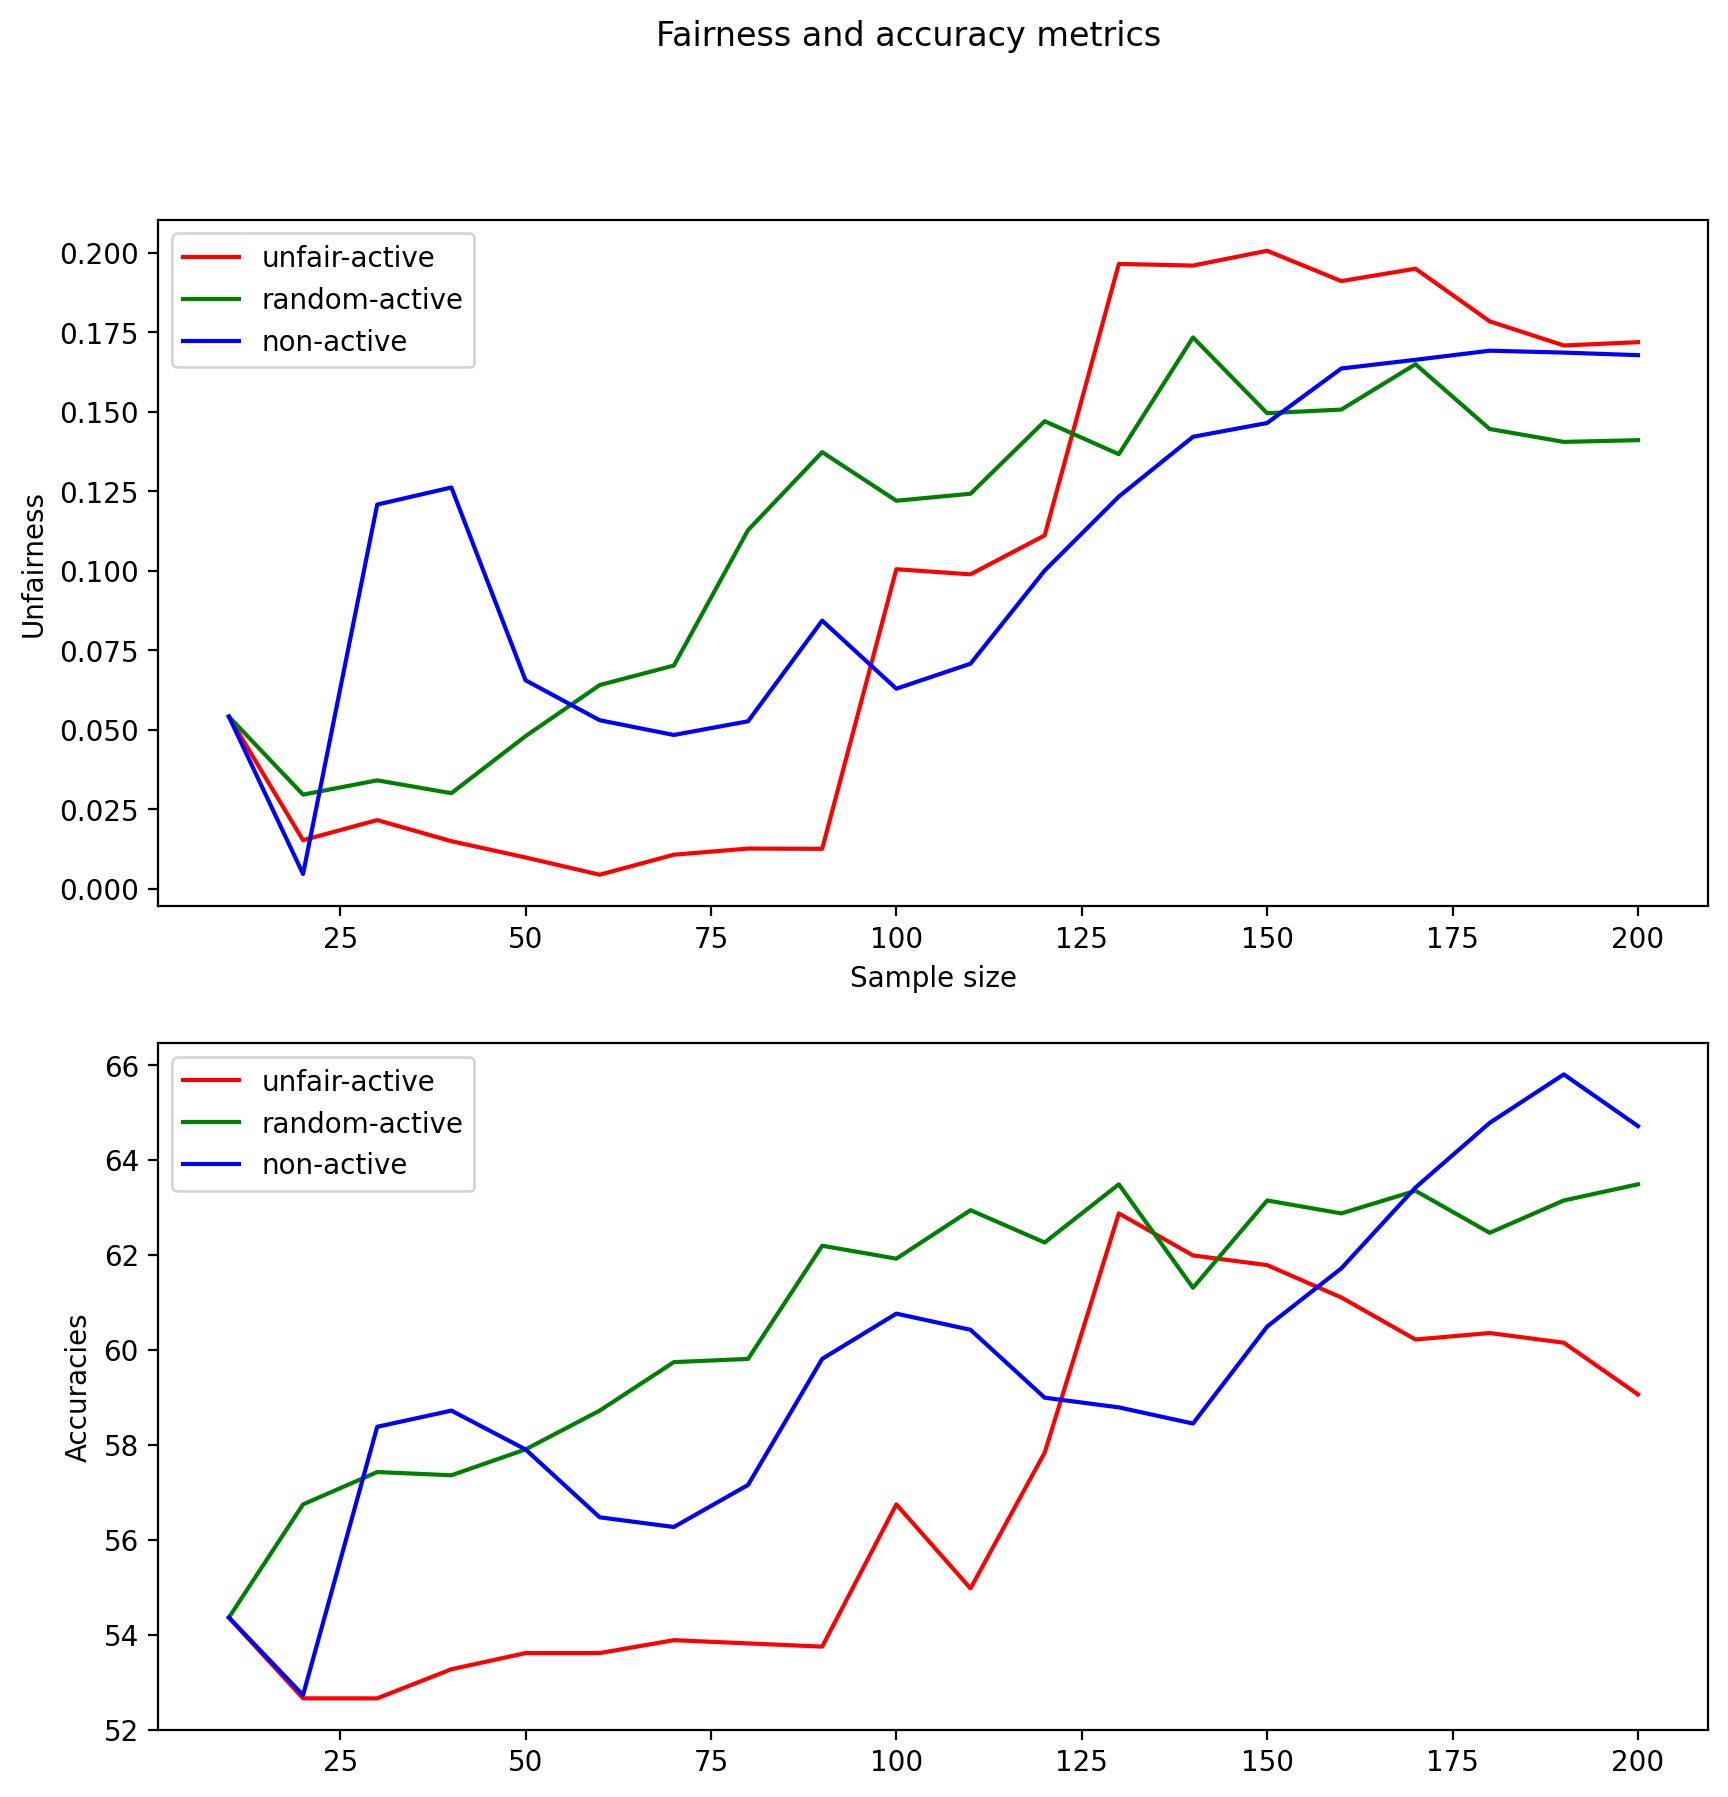 Fairness and accuracy metrics
unfair-active
random-active
non-active
0.200
0.175
0.150
0.125
0.100
0.075
0.050
0.025
0.000
Unfairness
25 50 75 100 125 150 175 200
Sample size
unfair-active
random-active
non-active
66
64
62
60
58
56
54
52
Accuracies
25 50 75 100 125 150 175 200